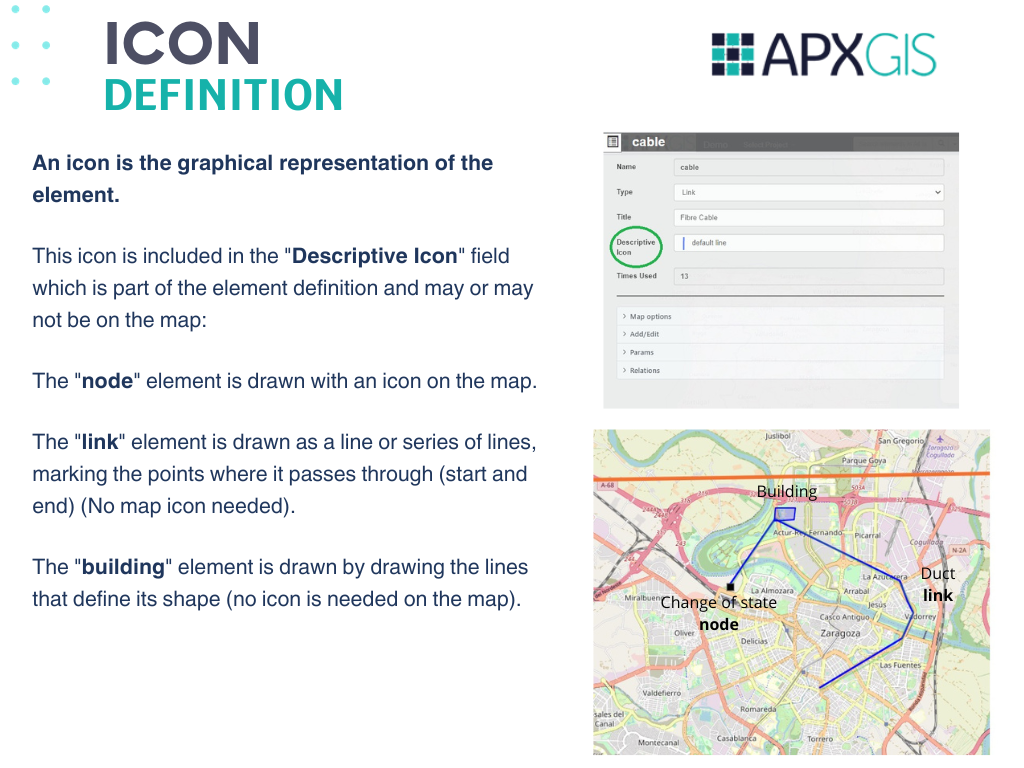 ICON
DEFINITION
APXGIS
An icon is the graphical representation of the
element.
This icon is included in the "Descriptive Icon" field
which is part of the element definition and may or may
not be on the map:
The "node" element is drawn with an icon on the map.
The "link" element is drawn as a line or series of lines,
marking the points where it passes through (start and
end) (No map icon needed).
The "building" element is drawn by drawing the lines
that define its shape (no icon is needed on the map).
cable
Name
cable
Type
Link
Title
Fibre Cable
Descriptive
Icon
default line
Times Used
13
Map options
Add/Edit
Params
Relations
Juslibol
San Gregorio
Parque Goya
Zaragoza-
Cogullada
A-68
Building
Actur-Rey Fernando
Picarral
Cogullada
N-2A
Duct
link
La Azucarera
Arrabal
Jesús
Vadorrey
Miralbueno
La Almozara
Change of state
node
Casco Antiguo
Oliver
Delicias
Zaragoza
Las Fuentes
Valdefierro
Romareda
sales del
Canal
Montecanal
Casablanca
Torrero